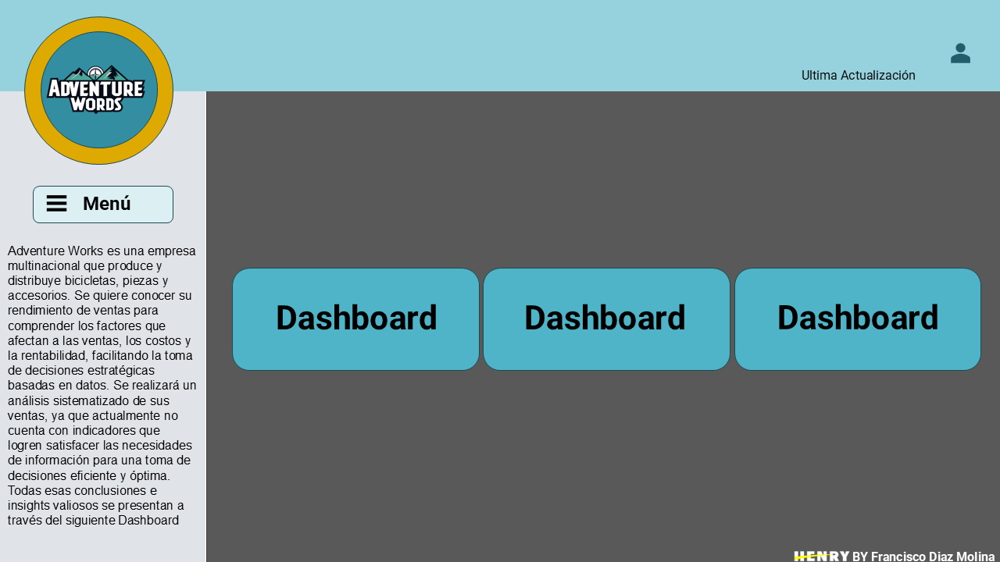 ADVENTURE
WORDS
Ultima Actualización
Menú
Adventure Works es una empresa
multinacional que produce y
distribuye bicicletas, piezas y
accesorios. Se quiere conocer su
rendimiento de ventas para
comprender los factores que
afectan a las ventas, los costos y
la rentabilidad, facilitando la toma
de decisiones estratégicas
basadas en datos. Se realizará un
análisis sistematizado de sus
ventas, ya que actualmente no
cuenta con indicadores que
logren satisfacer las necesidades
de información para una toma de
decisiones eficiente y óptima.
Todas esas conclusiones e
insights valiosos se presentan a
través del siguiente Dashboard
Dashboard
Dashboard
Dashboard
HENRY BY Francisco Diaz Molina